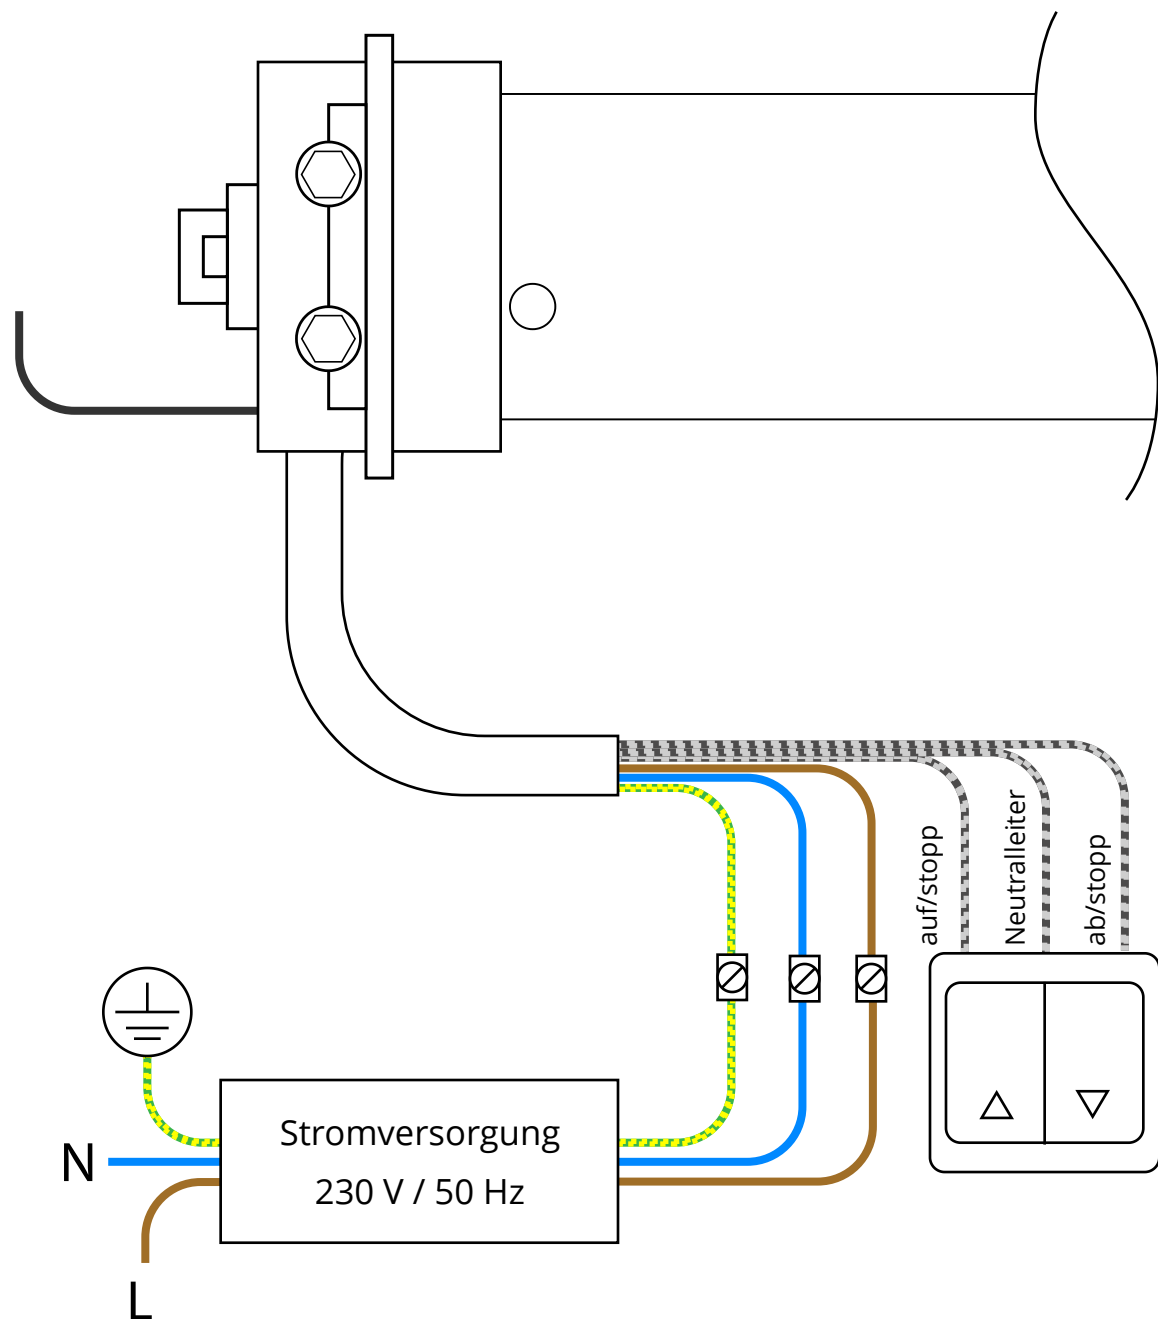 auf/stopp
Neutralleiter
ab/stopp
Stromversorgung
230 V / 50 Hz
N
L